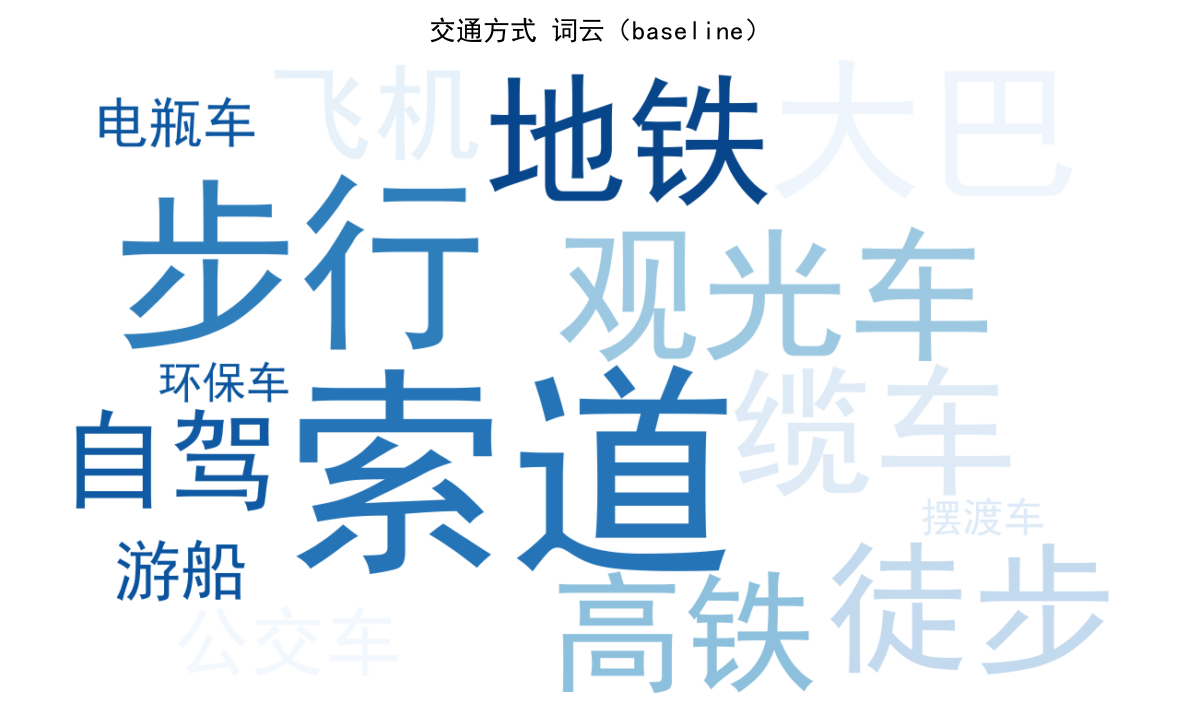 交通方式 词云（baseline）
飞机
地铁
大巴
电瓶车
步行
观光车
环保车
索道
缆车
自驾
摆渡车
游船
徒步
高铁
公交车